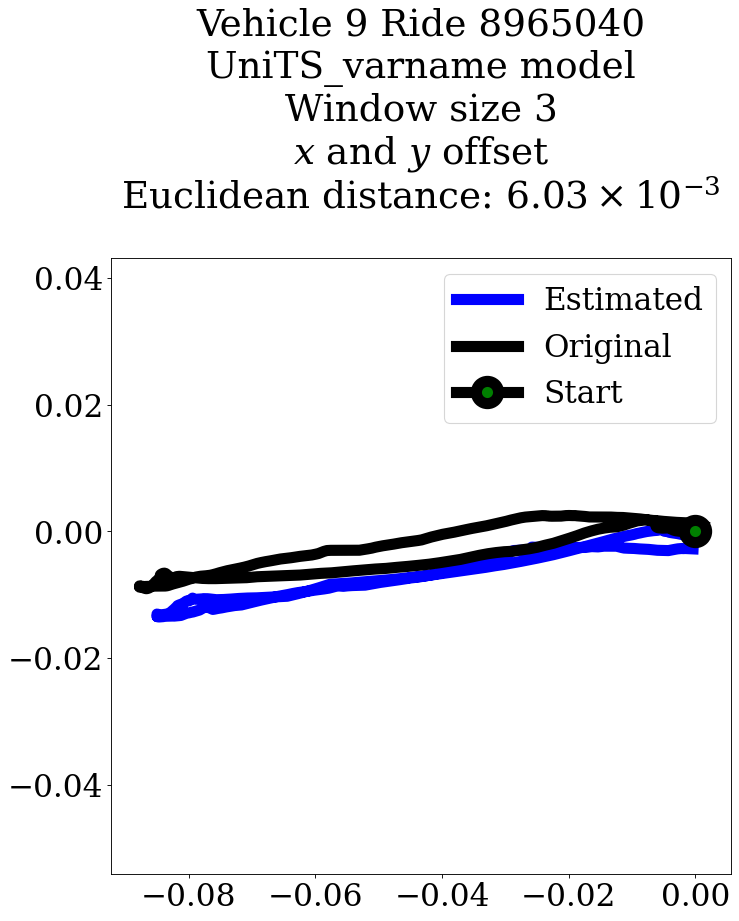 Vehicle 9 Ride 8965040
UniTS_varname model
Window size 3
x and y offset
Euclidean distance: 6.03 × 10⁻³
Estimated
Original
Start
0.04
0.02
0.00
−0.02
−0.04
−0.08 −0.06 −0.04 −0.02 0.00